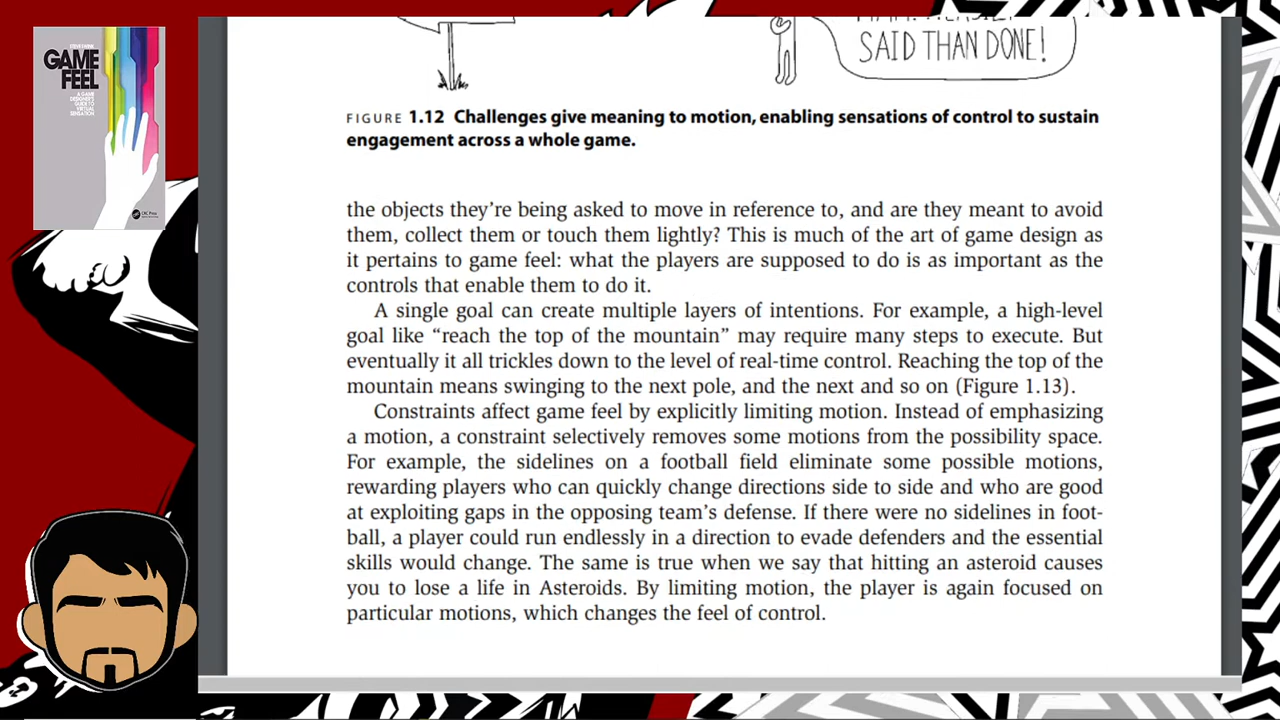 STEVE SWINK
GAME
FEEL
A GAME
DESIGNER'S
GUIDE TO
VIRTUAL
SENSATION
CRC Press
SAID THAN DONE!
FIGURE 1.12 Challenges give meaning to motion, enabling sensations of control to sustain
engagement across a whole game.
the objects they're being asked to move in reference to, and are they meant to avoid
them, collect them or touch them lightly? This is much of the art of game design as
it pertains to game feel: what the players are supposed to do is as important as the
controls that enable them to do it.
A single goal can create multiple layers of intentions. For example, a high-level
goal like “reach the top of the mountain” may require many steps to execute. But
eventually it all trickles down to the level of real-time control. Reaching the top of the
mountain means swinging to the next pole, and the next and so on (Figure 1.13).
Constraints affect game feel by explicitly limiting motion. Instead of emphasizing
a motion, a constraint selectively removes some motions from the possibility space.
For example, the sidelines on a football field eliminate some possible motions,
rewarding players who can quickly change directions side to side and who are good
at exploiting gaps in the opposing team's defense. If there were no sidelines in foot-
ball, a player could run endlessly in a direction to evade defenders and the essential
skills would change. The same is true when we say that hitting an asteroid causes
you to lose a life in Asteroids. By limiting motion, the player is again focused on
particular motions, which changes the feel of control.